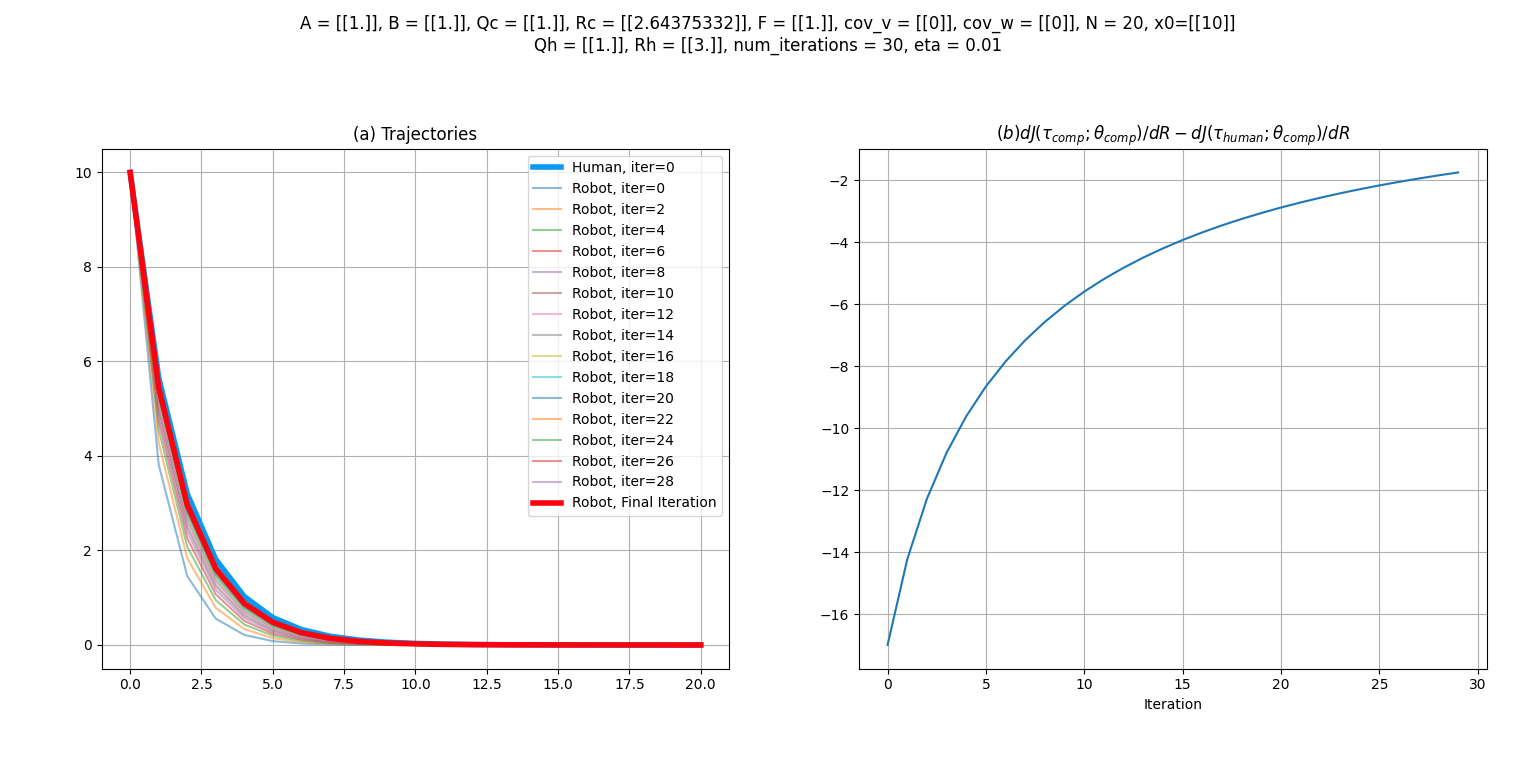 A = [[1.]], B = [[1.]], Qc = [[1.]], Rc = [[2.64375332]], F = [[1.]], cov_v = [[0]], cov_w = [[0]], N = 20, x0=[[10]]
Qh = [[1.]], Rh = [[3.]], num_iterations = 30, eta = 0.01
(a) Trajectories
10
8
6
4
2
0
0.0 2.5 5.0 7.5 10.0 12.5 15.0 17.5 20.0
Human, iter=0
Robot, iter=0
Robot, iter=2
Robot, iter=4
Robot, iter=6
Robot, iter=8
Robot, iter=10
Robot, iter=12
Robot, iter=14
Robot, iter=16
Robot, iter=18
Robot, iter=20
Robot, iter=22
Robot, iter=24
Robot, iter=26
Robot, iter=28
Robot, Final Iteration
(b)dJ(τ_comp; θ_comp)/dR − dJ(τ_human; θ_comp)/dR
−2
−4
−6
−8
−10
−12
−14
−16
0 5 10 15 20 25 30
Iteration